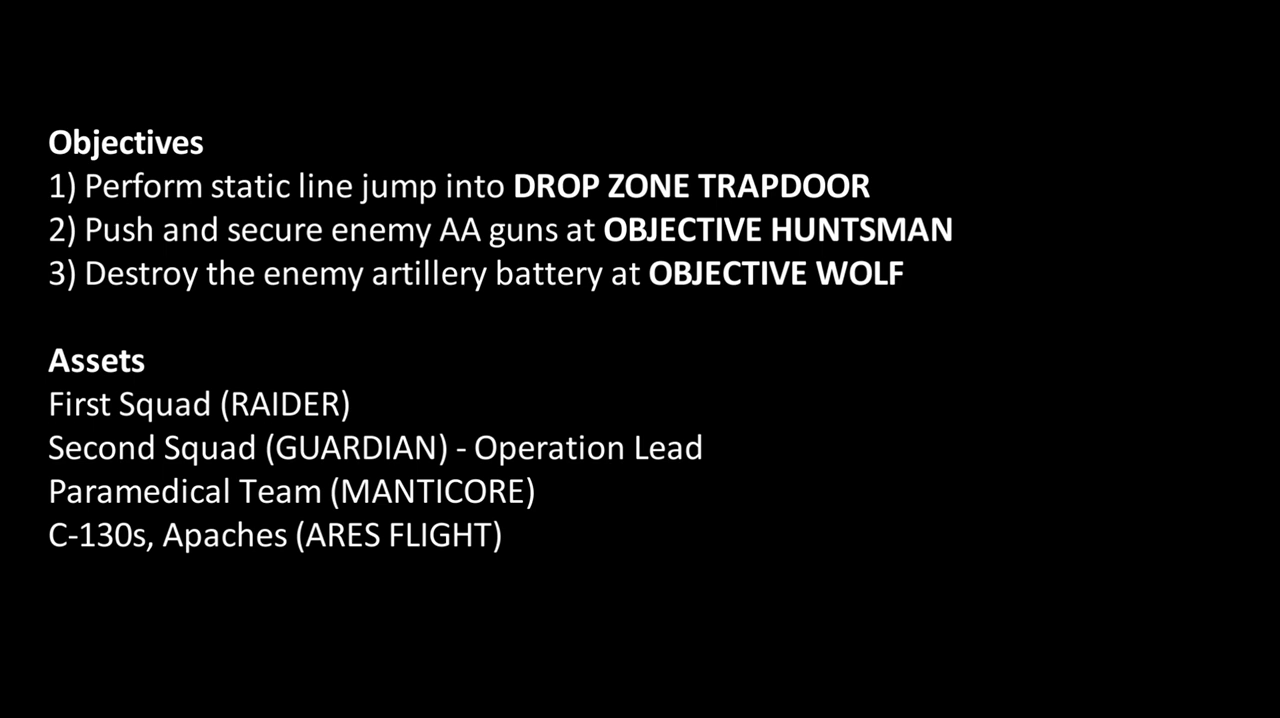 Objectives
1) Perform static line jump into DROP ZONE TRAPDOOR
2) Push and secure enemy AA guns at OBJECTIVE HUNTSMAN
3) Destroy the enemy artillery battery at OBJECTIVE WOLF
Assets
First Squad (RAIDER)
Second Squad (GUARDIAN) - Operation Lead
Paramedical Team (MANTICORE)
C-130s, Apaches (ARES FLIGHT)